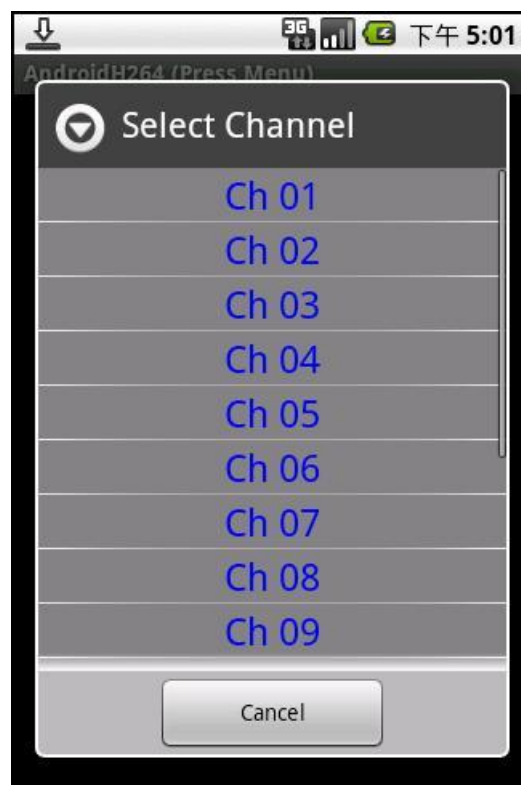 3G 下午 5:01
AndroidH264 (Press Menu)
Select Channel
Ch 01
Ch 02
Ch 03
Ch 04
Ch 05
Ch 06
Ch 07
Ch 08
Ch 09
Cancel